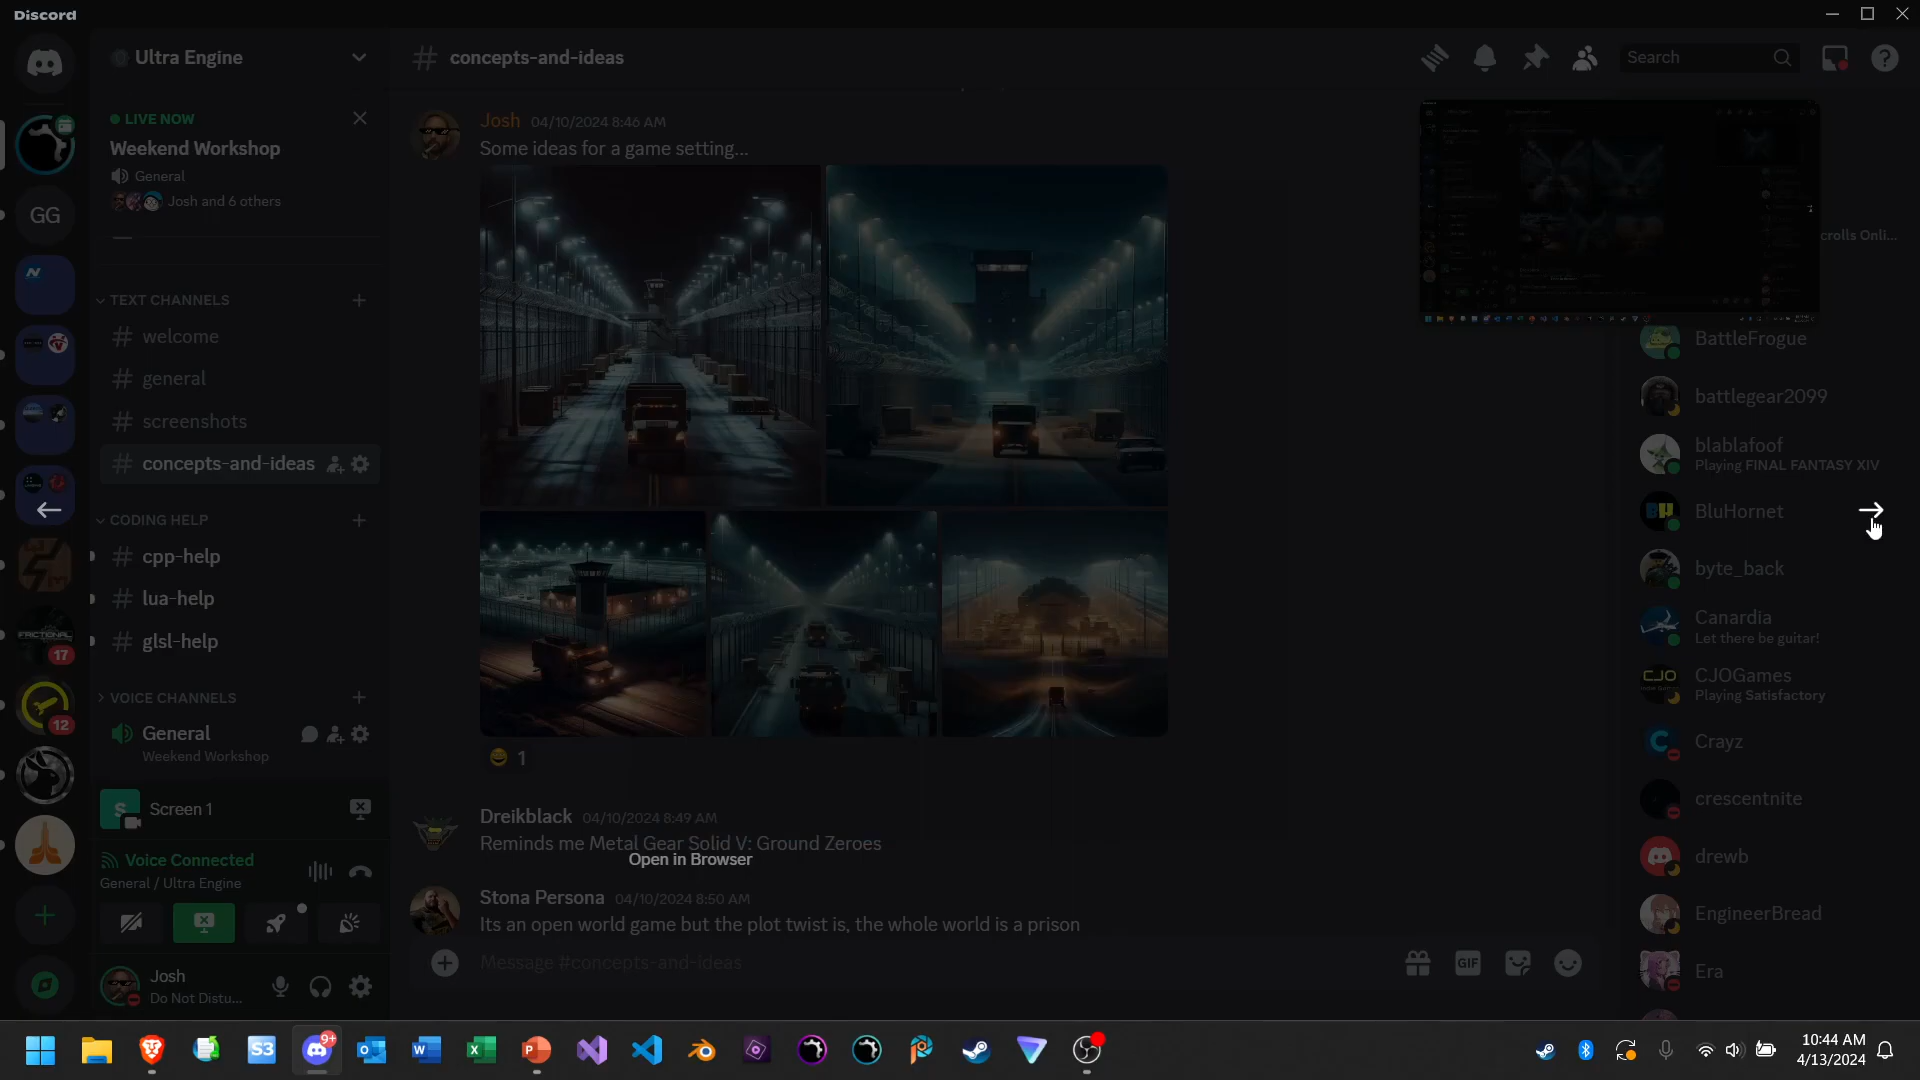 Discord
Ultra Engine
LIVE NOW
Weekend Workshop
General
Josh and 6 others
TEXT CHANNELS
welcome
general
screenshots
concepts-and-ideas
CODING HELP
cpp-help
lua-help
glsl-help
VOICE CHANNELS
General
Weekend Workshop
Screen 1
Voice Connected
General / Ultra Engine
Josh
Do Not Distu...
GG
FRICTIONAL
17
12
# concepts-and-ideas
Search
Josh 04/10/2024 8:46 AM
Some ideas for a game setting...
1
Dreikblack 04/10/2024 8:49 AM
Reminds me Metal Gear Solid V: Ground Zeroes
Open in Browser
Stona Persona 04/10/2024 8:50 AM
Its an open world game but the plot twist is, the whole world is a prison
Message #concepts-and-ideas
GIF
crolls Onli...
BattleFrogue
battlegear2099
blablafoof
Playing FINAL FANTASY XIV
BluHornet
byte_back
Canardia
Let there be guitar!
CJOGames
Playing Satisfactory
Crayz
crescentnite
drewb
EngineerBread
Era
S3
9+
10:44 AM
4/13/2024